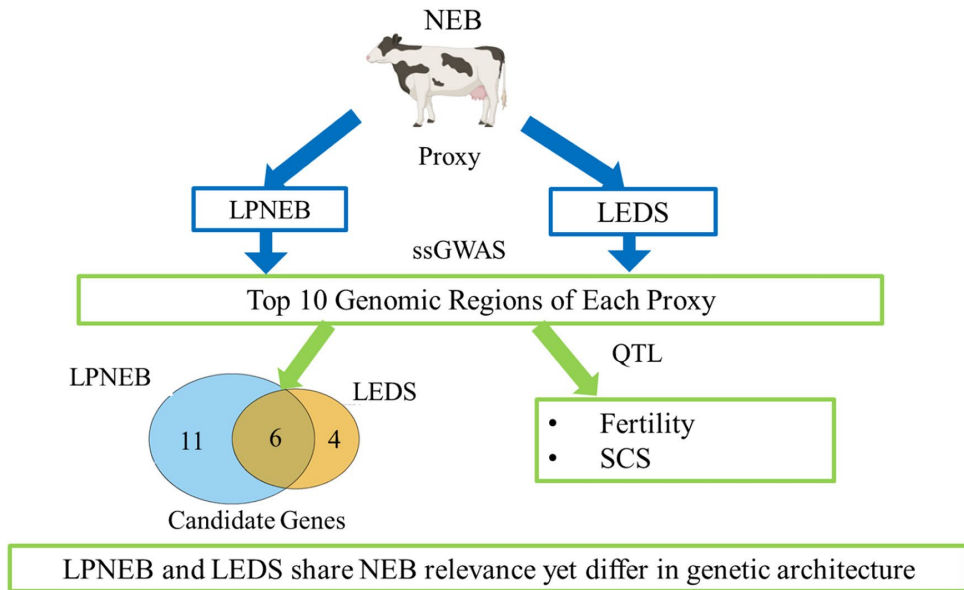 NEB
Proxy
LPNEB
LEDS
ssGWAS
Top 10 Genomic Regions of Each Proxy
QTL
LPNEB
LEDS
11
6
4
Candidate Genes
• Fertility
• SCS
LPNEB and LEDS share NEB relevance yet differ in genetic architecture